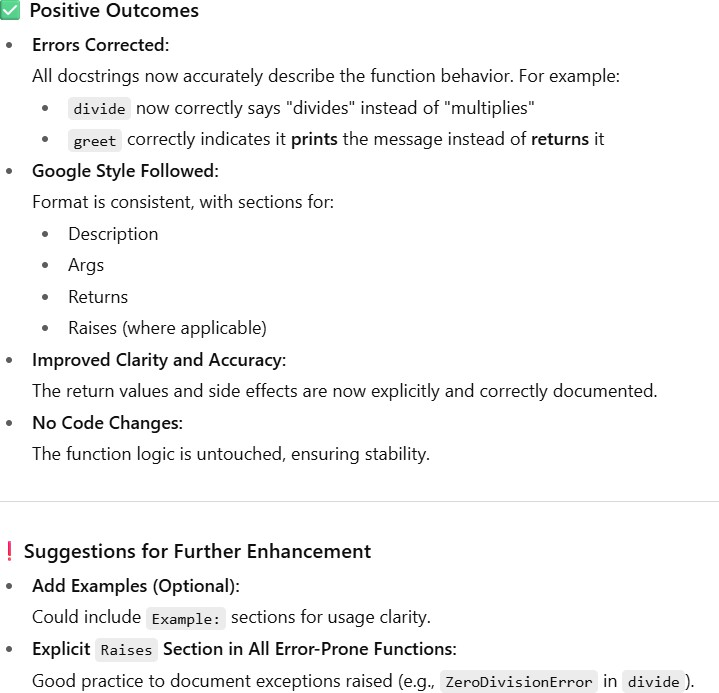 ✅ Positive Outcomes
• Errors Corrected:
All docstrings now accurately describe the function behavior. For example:
• divide now correctly says "divides" instead of "multiplies"
• greet correctly indicates it prints the message instead of returns it
• Google Style Followed:
Format is consistent, with sections for:
• Description
• Args
• Returns
• Raises (where applicable)
• Improved Clarity and Accuracy:
The return values and side effects are now explicitly and correctly documented.
• No Code Changes:
The function logic is untouched, ensuring stability.
❗ Suggestions for Further Enhancement
• Add Examples (Optional):
Could include Example: sections for usage clarity.
• Explicit Raises Section in All Error-Prone Functions:
Good practice to document exceptions raised (e.g., ZeroDivisionError in divide).